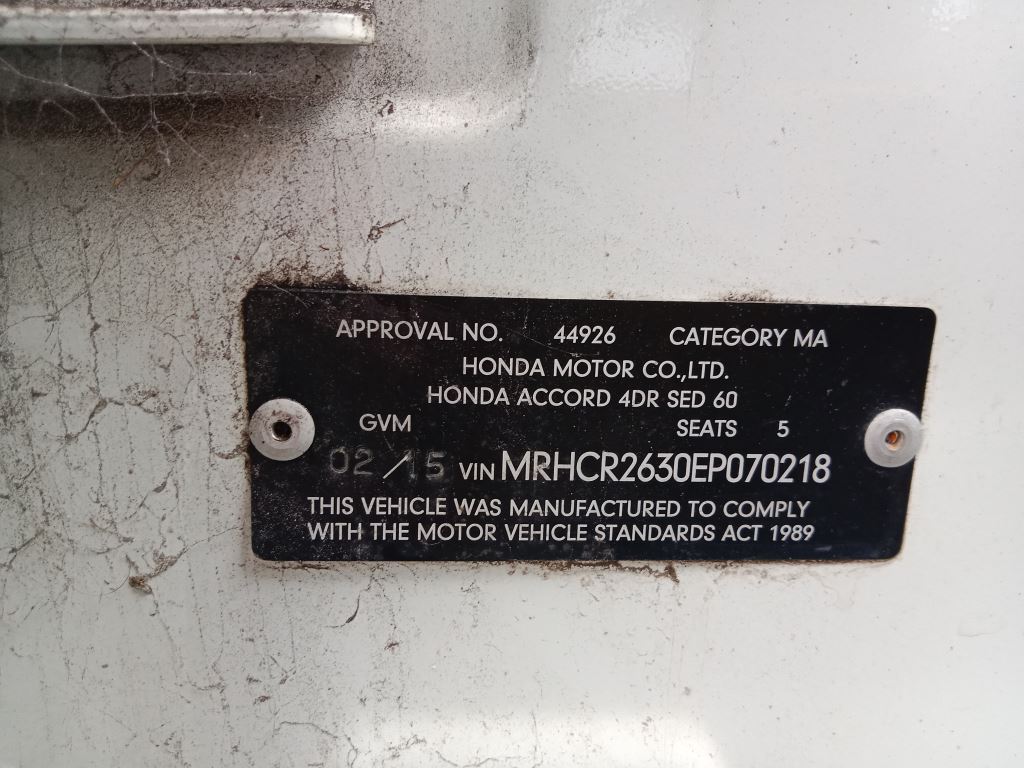 APPROVAL NO. 44926 CATEGORY MA
HONDA MOTOR CO.,LTD.
HONDA ACCORD 4DR SED 60
GVM SEATS 5
02/15 VIN MRHCR2630EP070218
THIS VEHICLE WAS MANUFACTURED TO COMPLY
WITH THE MOTOR VEHICLE STANDARDS ACT 1989